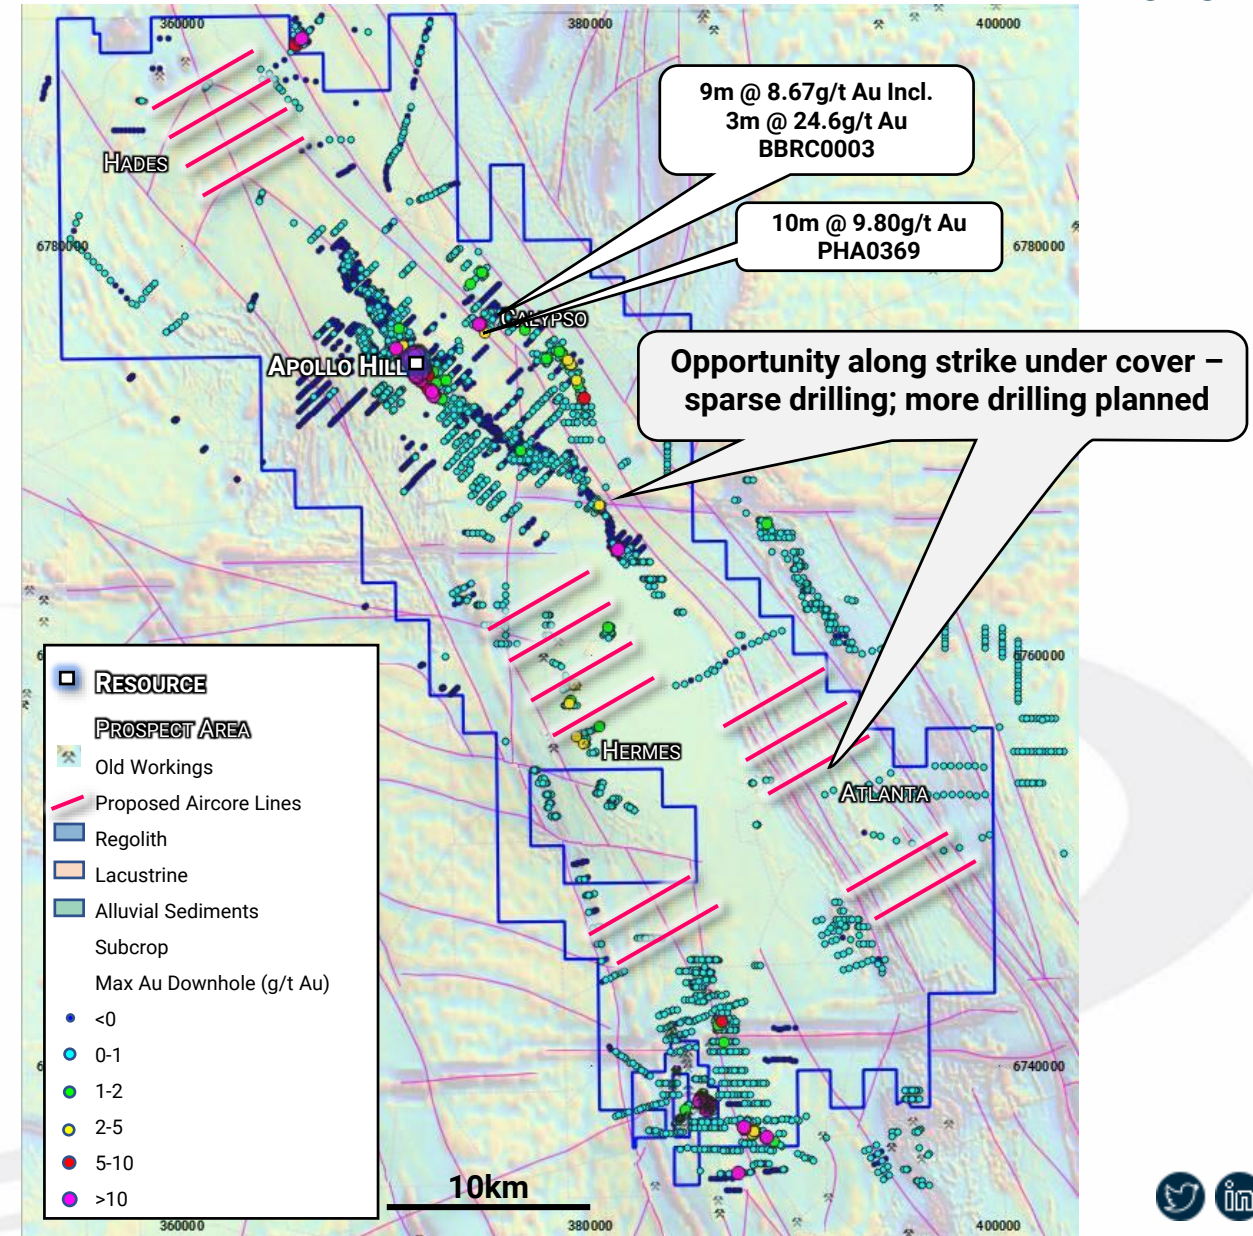 360000
380000
400000
9m @ 8.67g/t Au Incl.
3m @ 24.6g/t Au
BBRC0003
HADES
10m @ 9.80g/t Au
PHA0369
6780000
6780000
CALYPSO
APOLLO HILL
Opportunity along strike under cover –
sparse drilling; more drilling planned
6760000
RESOURCE
PROSPECT AREA
Old Workings
Proposed Aircore Lines
Regolith
Lacustrine
Alluvial Sediments
Subcrop
Max Au Downhole (g/t Au)
<0
0-1
1-2
2-5
5-10
>10
HERMES
ATLANTA
6740000
10km
360000
380000
400000
in